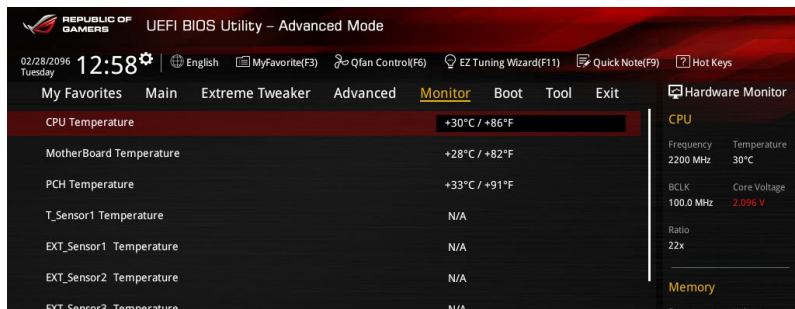 REPUBLIC OF
GAMERS
UEFI BIOS Utility – Advanced Mode
02/28/2096
Tuesday
12:58
English
MyFavorite(F3)
Qfan Control(F6)
EZ Tuning Wizard(F11)
Quick Note(F9)
? Hot Keys
My Favorites Main Extreme Tweaker Advanced Monitor Boot Tool Exit
Hardware Monitor
CPU Temperature +30°C / +86°F
MotherBoard Temperature +28°C / +82°F
PCH Temperature +33°C / +91°F
T_Sensor1 Temperature N/A
EXT_Sensor1 Temperature N/A
EXT_Sensor2 Temperature N/A
EXT_Sensor3 Temperature N/A
CPU
Frequency Temperature
2200 MHz 30°C
BCLK Core Voltage
100.0 MHz 2.096 V
Ratio
22x
Memory